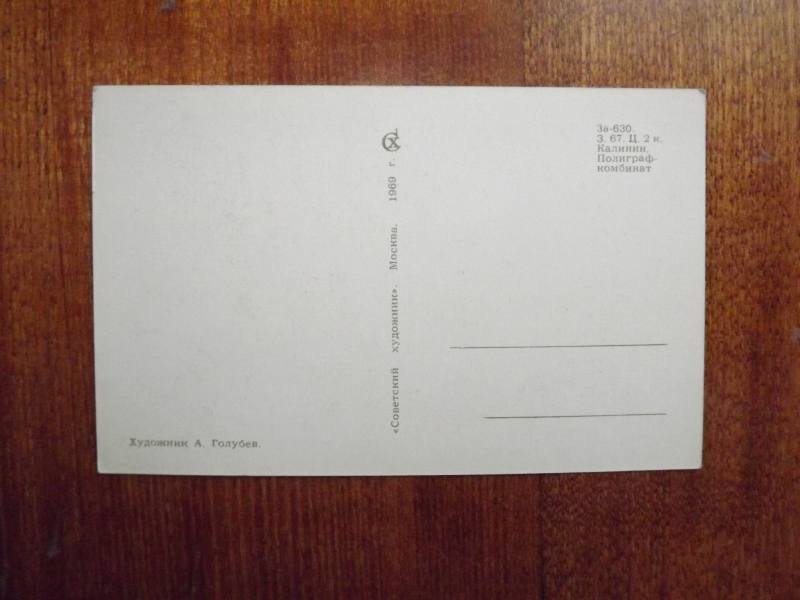 За-630.
З. 67. Ц. 2 к.
Калинин.
Полиграф-
комбинат
«Советский художник». Москва. 1969 г.
Художник А. Голубев.